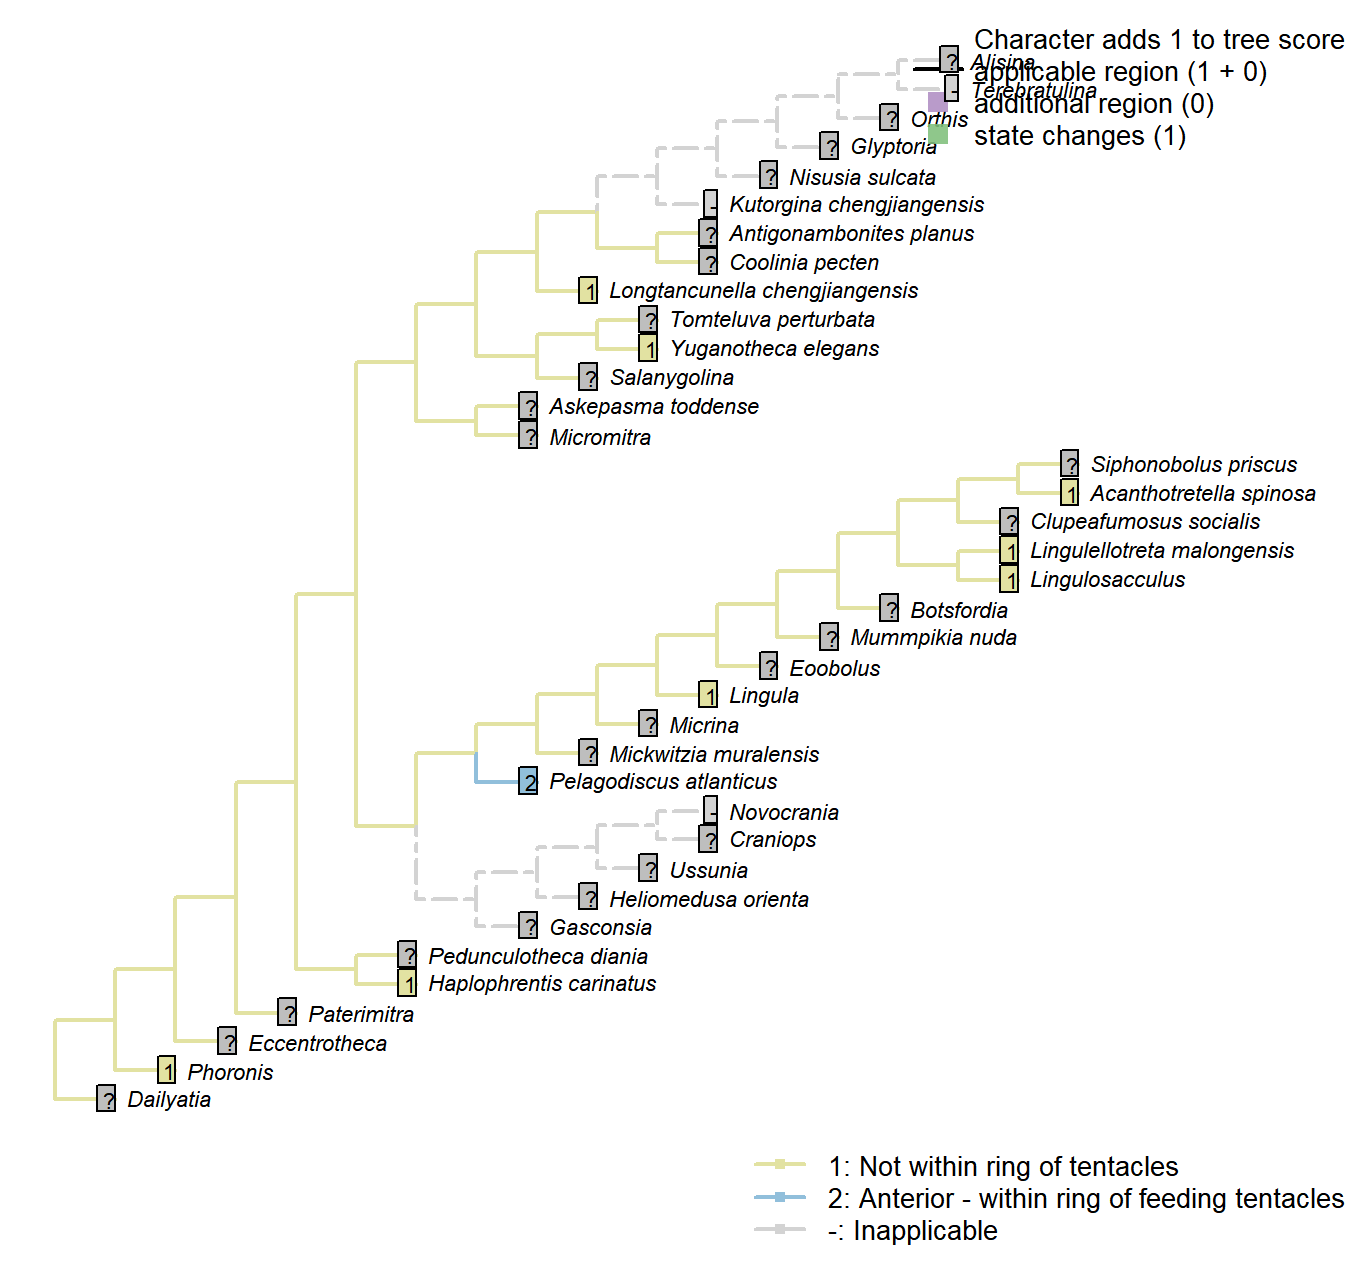 Character adds 1 to tree score
? Alisina
applicable region (1 + 0)
- Terebratulina
additional region (0)
? Orthis
state changes (1)
? Glyptoria
? Nisusia sulcata
- Kutorgina chengjiangensis
? Antigonambonites planus
? Coolinia pecten
1 Longtancunella chengjiangensis
? Tomteluva perturbata
1 Yuganotheca elegans
? Salanygolina
? Askepasma toddense
? Micromitra
? Siphonobolus priscus
1 Acanthotretella spinosa
? Clupeafumosus socialis
1 Lingulellotreta malongensis
1 Lingulosacculus
? Botsfordia
? Mummpikia nuda
? Eoobolus
1 Lingula
? Micrina
? Mickwitzia muralensis
2 Pelagodiscus atlanticus
- Novocrania
? Craniops
? Ussunia
? Heliomedusa orienta
? Gasconsia
? Pedunculotheca diania
1 Haplophrentis carinatus
? Paterimitra
? Eccentrotheca
1 Phoronis
? Dailyatia
1: Not within ring of tentacles
2: Anterior - within ring of feeding tentacles
-: Inapplicable